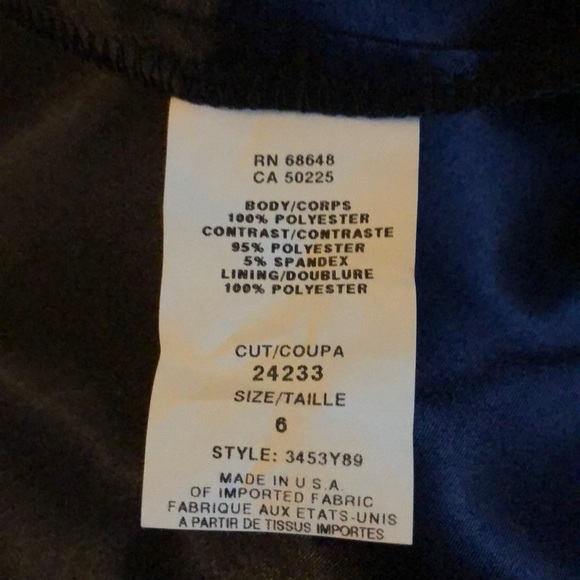 RN 68648
CA 50225
BODY/CORPS
100% POLYESTER
CONTRAST/CONTRASTE
95% POLYESTER
5% SPANDEX
LINING/DOUBLURE
100% POLYESTER
CUT/COUPA
24233
SIZE/TAILLE
6
STYLE: 3453Y89
MADE IN U.S.A.
OF IMPORTED FABRIC
FABRIQUE AUX ETATS-UNIS
A PARTIR DE TISSUS IMPORTES